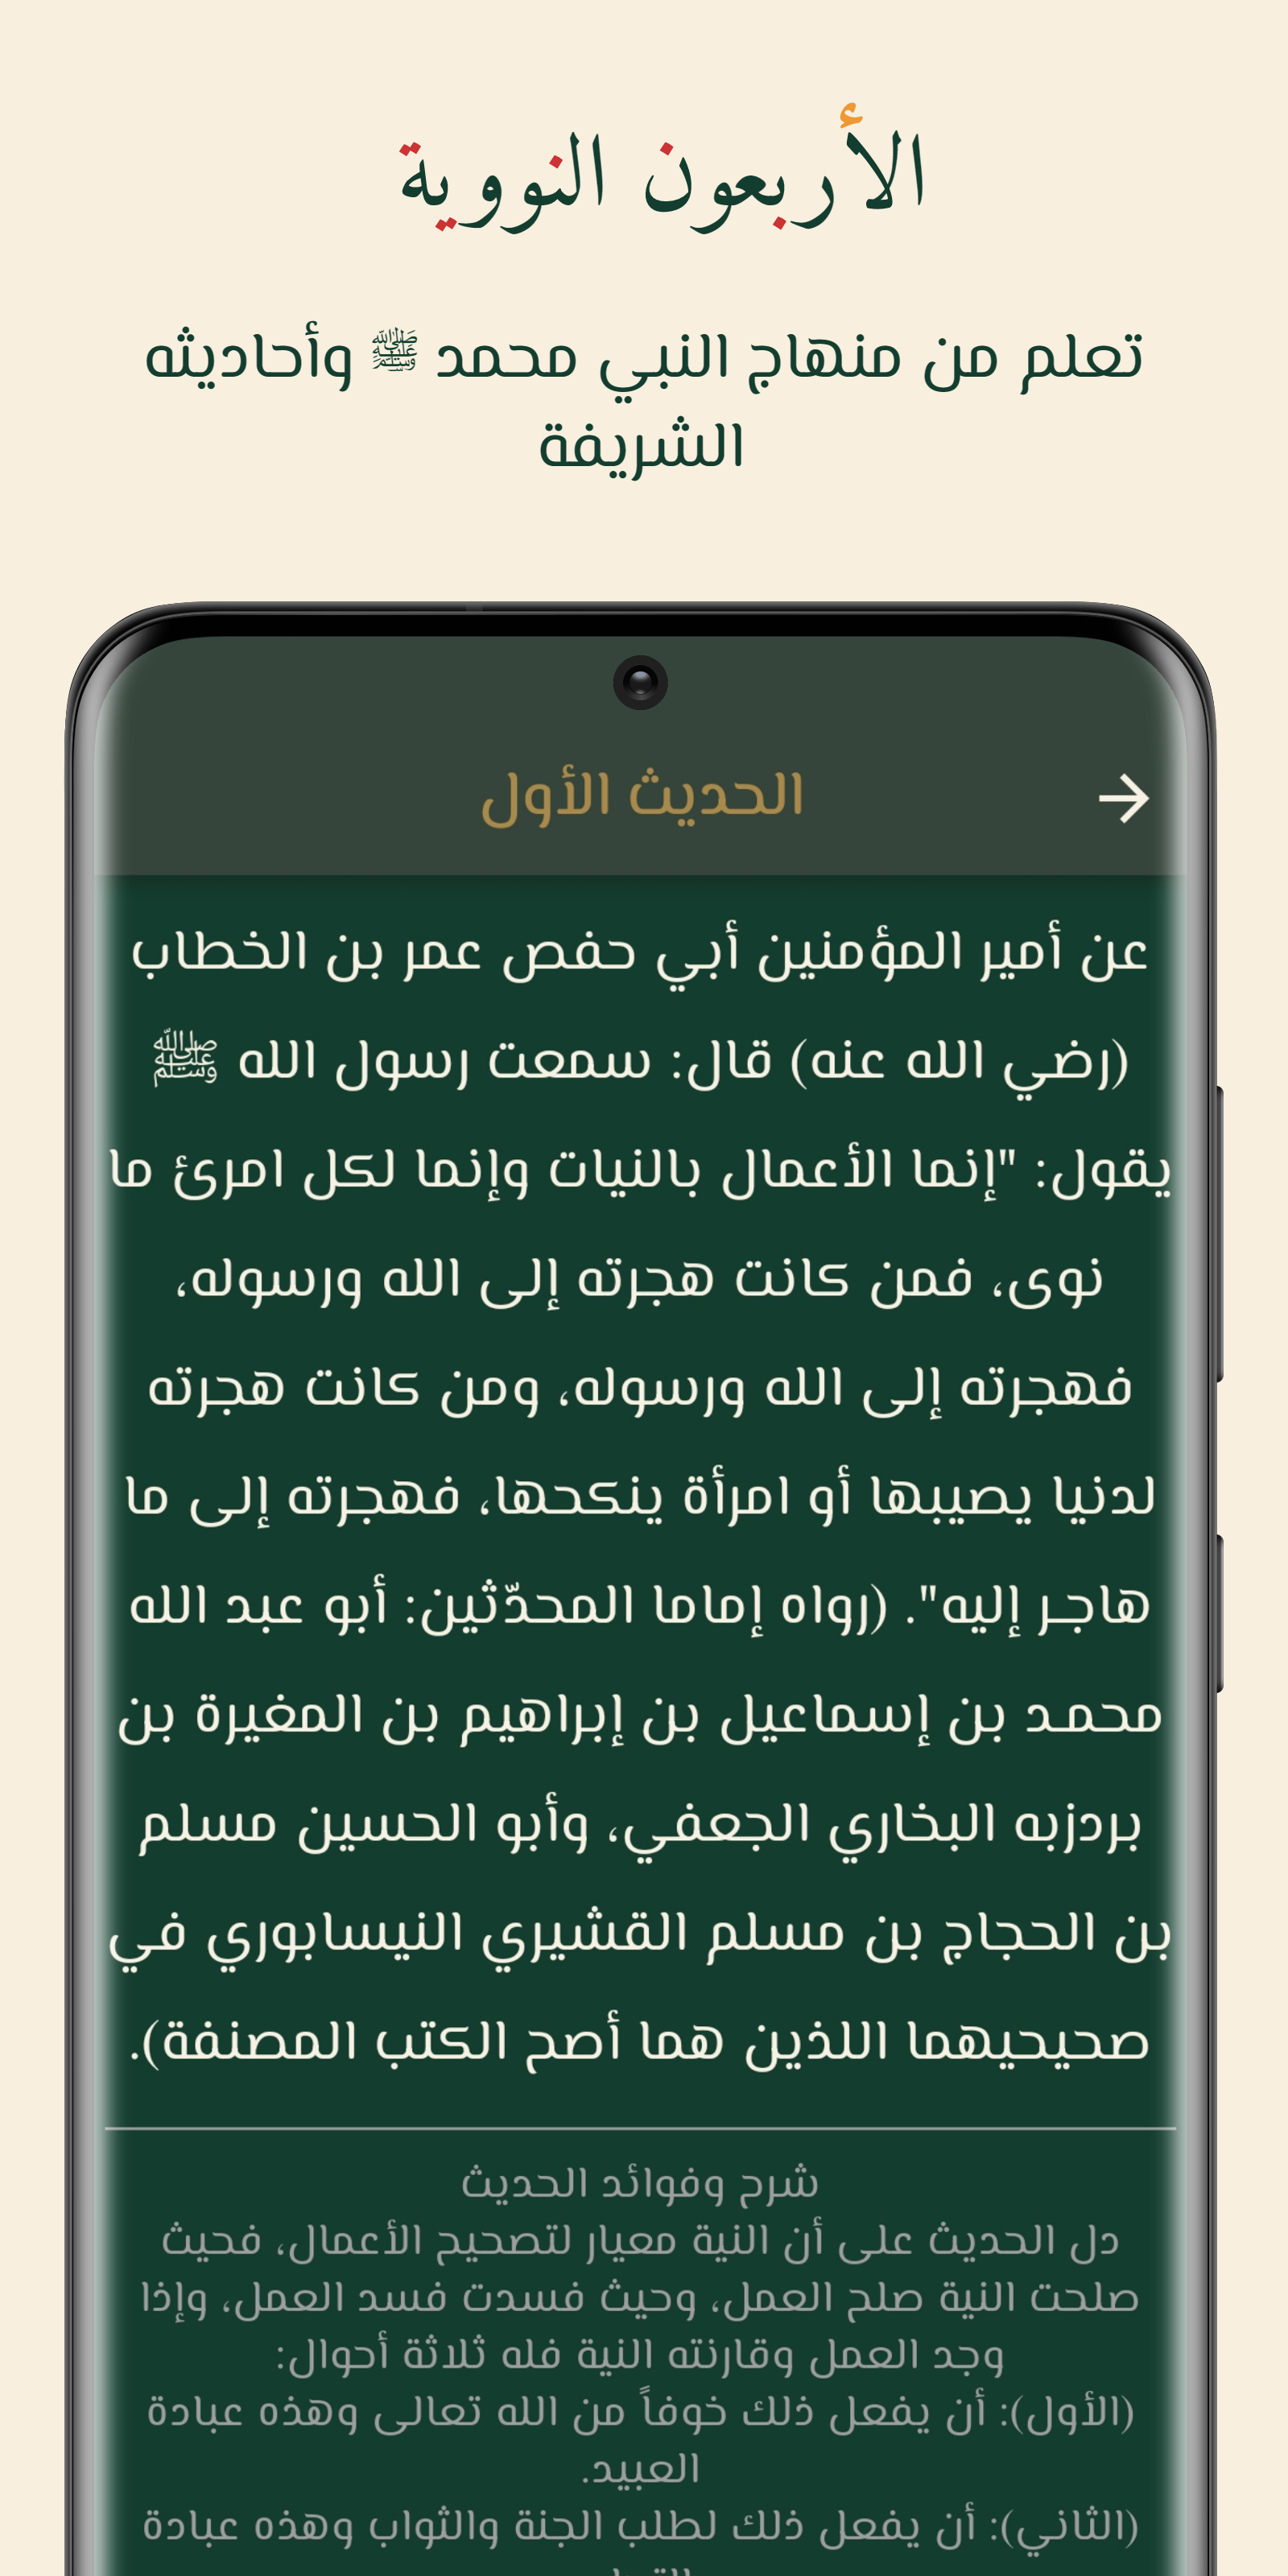 الأربعون النووية
تعلم من منهاج النبي محمد ﷺ وأحاديثه
الشريفة
الحديث الأول
عن أمير المؤمنين أبي حفص عمر بن الخطاب
(رضي الله عنه) قال: سمعت رسول الله ﷺ
يقول: "إنما الأعمال بالنيات وإنما لكل امرئ ما
نوى، فمن كانت هجرته إلى الله ورسوله،
فهجرته إلى الله ورسوله، ومن كانت هجرته
لدنيا يصيبها أو امرأة ينكحها، فهجرته إلى ما
هاجر إليه". (رواه إماما المحدّثين: أبو عبد الله
محمد بن إسماعيل بن إبراهيم بن المغيرة بن
بردزبه البخاري الجعفي، وأبو الحسين مسلم
بن الحجاج بن مسلم القشيري النيسابوري في
صحيحيهما اللذين هما أصح الكتب المصنفة).
شرح وفوائد الحديث
دل الحديث على أن النية معيار لتصحيح الأعمال، فحيث
صلحت النية صلح العمل، وحيث فسدت فسد العمل، وإذا
وجد العمل وقارنته النية فله ثلاثة أحوال:
(الأول): أن يفعل ذلك خوفاً من الله تعالى وهذه عبادة
العبيد.
(الثاني): أن يفعل ذلك لطلب الجنة والثواب وهذه عبادة